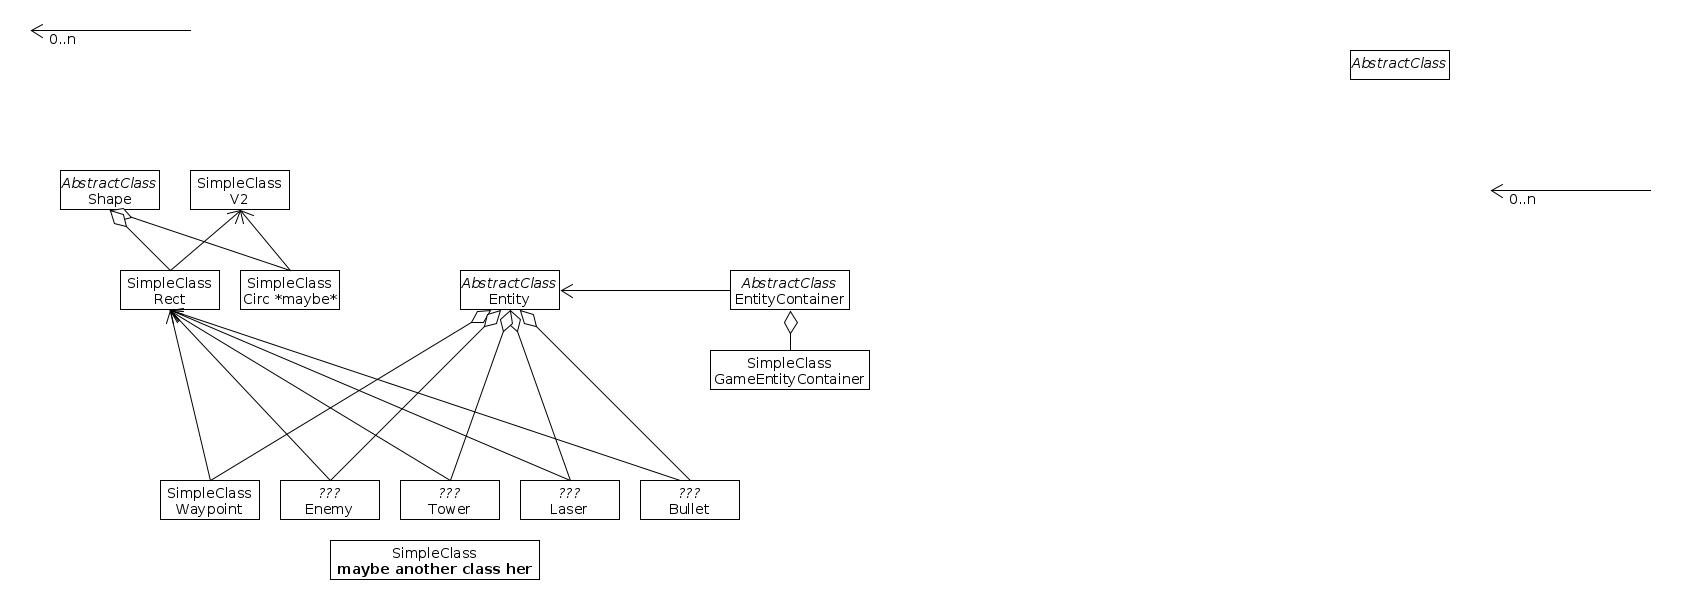 0..n
AbstractClass
AbstractClass
Shape
SimpleClass
V2
0..n
SimpleClass
Rect
SimpleClass
Circ *maybe*
AbstractClass
Entity
AbstractClass
EntityContainer
SimpleClass
GameEntityContainer
SimpleClass
Waypoint
???
Enemy
???
Tower
???
Laser
???
Bullet
SimpleClass
maybe another class her